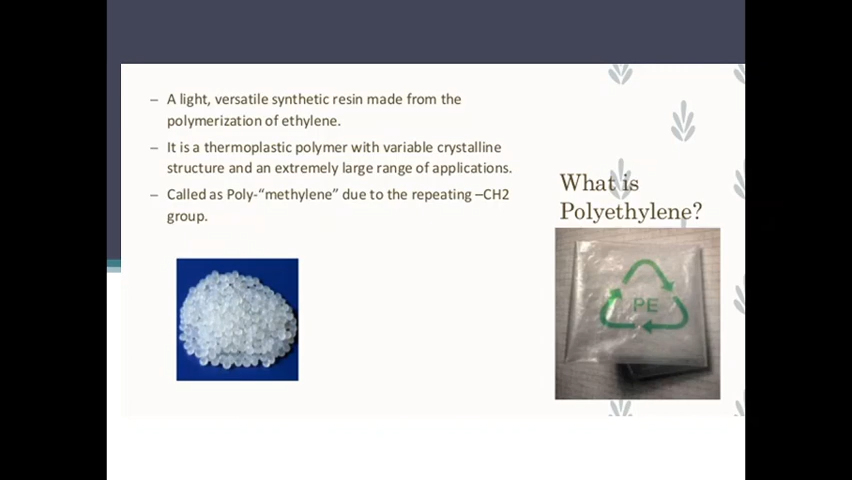 – A light, versatile synthetic resin made from the
polymerization of ethylene.
– It is a thermoplastic polymer with variable crystalline
structure and an extremely large range of applications.
– Called as Poly-“methylene” due to the repeating –CH2
group.
What is
Polyethylene?
PE